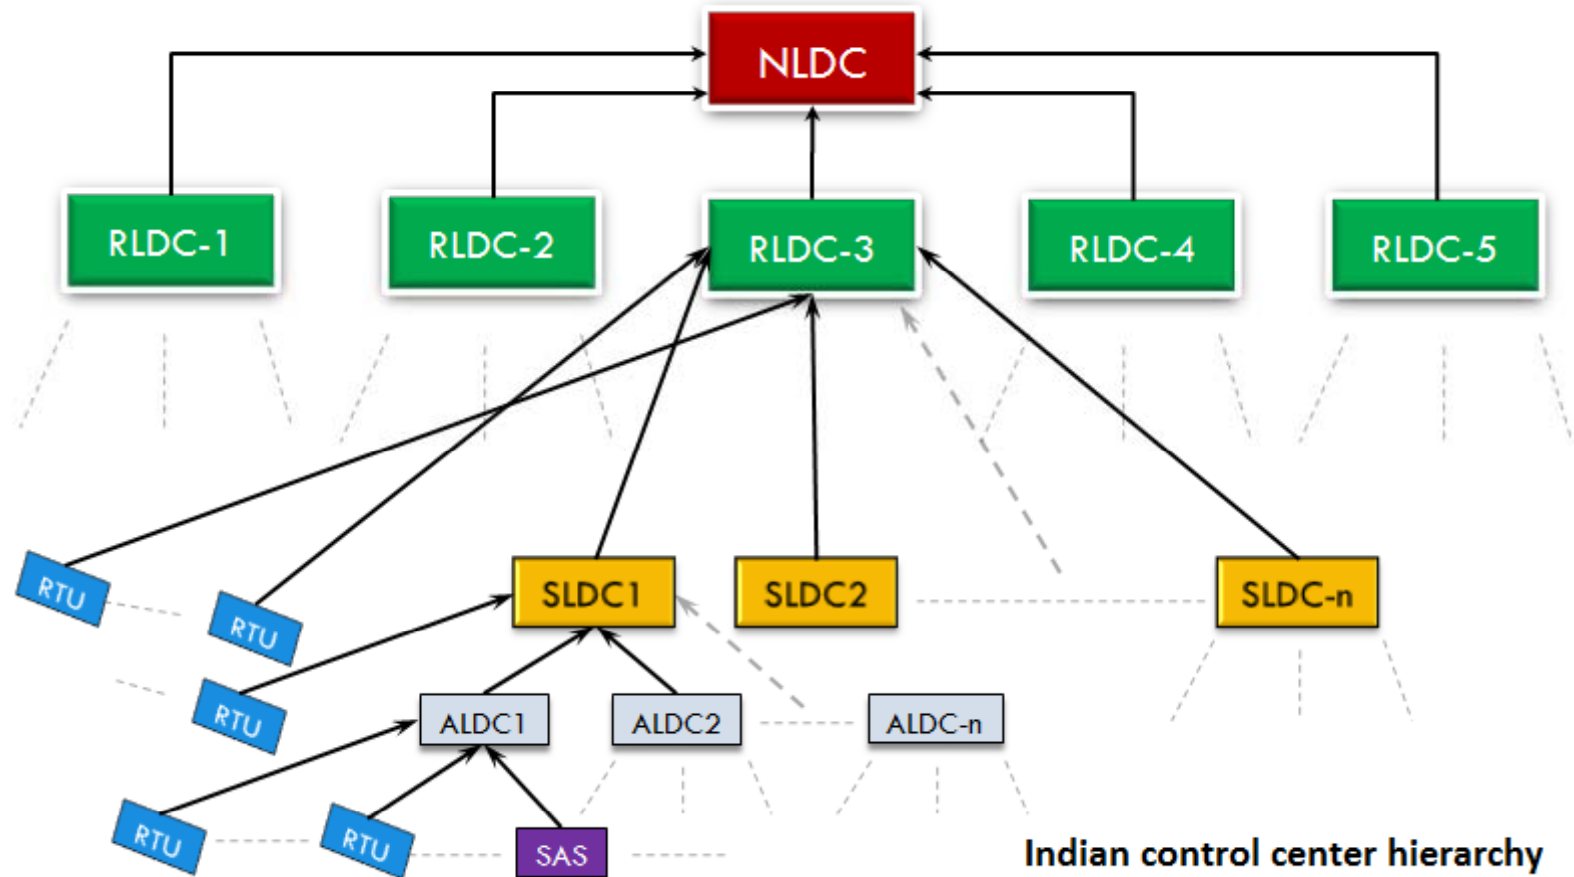 NLDC
RLDC-1
RLDC-2
RLDC-3
RLDC-4
RLDC-5
RTU
RTU
SLDC1
SLDC2
SLDC-n
RTU
ALDC1
ALDC2
ALDC-n
RTU
RTU
SAS
Indian control center hierarchy